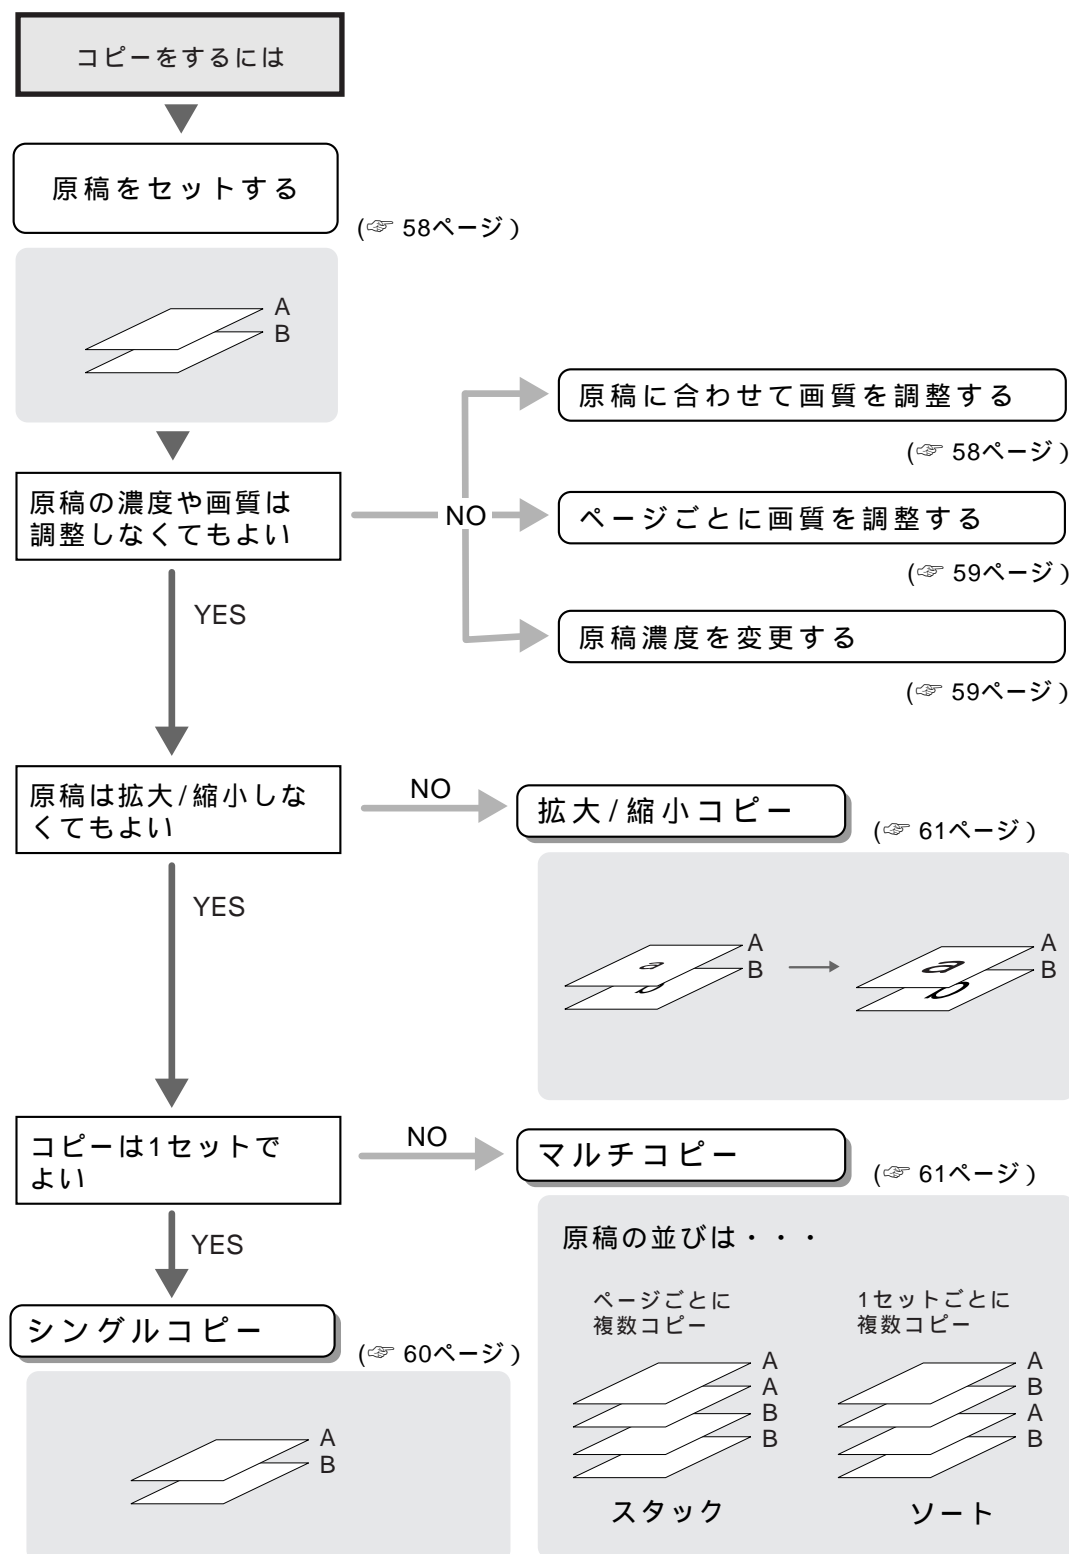 コピーをするには
原稿をセットする
(☞ 58ページ)
A
B
原稿の濃度や画質は
調整しなくてもよい
NO
原稿に合わせて画質を調整する
(☞ 58ページ)
ページごとに画質を調整する
(☞ 59ページ)
原稿濃度を変更する
(☞ 59ページ)
YES
原稿は拡大/縮小しな
くてもよい
NO
拡大/縮小コピー
(☞ 61ページ)
a
b
A
B
a
b
A
B
YES
コピーは1セットで
よい
NO
マルチコピー
(☞ 61ページ)
原稿の並びは・・・
ページごとに
複数コピー
A
A
B
B
スタック
1セットごとに
複数コピー
A
B
A
B
ソート
YES
シングルコピー
(☞ 60ページ)
A
B